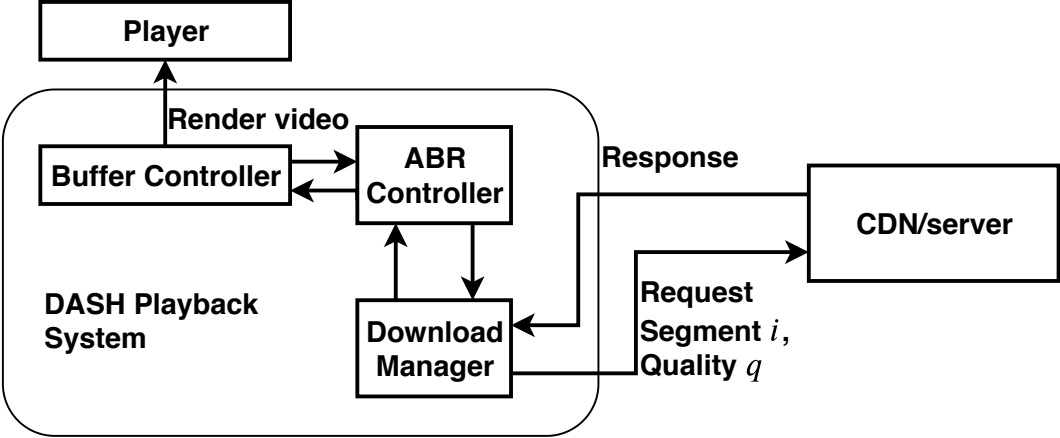 Player
Render video
Buffer Controller
ABR
Controller
Response
CDN/server
DASH Playback
System
Download
Manager
Request
Segment i,
Quality q